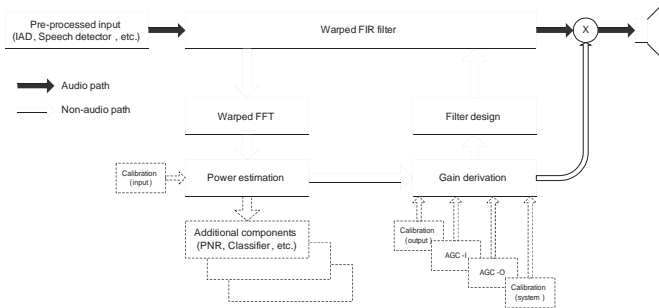 Pre-processed input
(IAD, Speech detector , etc.)
Warped FIR filter
X
Audio path
Non-audio path
Warped FFT
Filter design
Calibration
(input)
Power estimation
Gain derivation
Additional components
(PNR, Classifier, etc.)
Calibration
(output )
AGC -I
AGC -O
Calibration
(system )